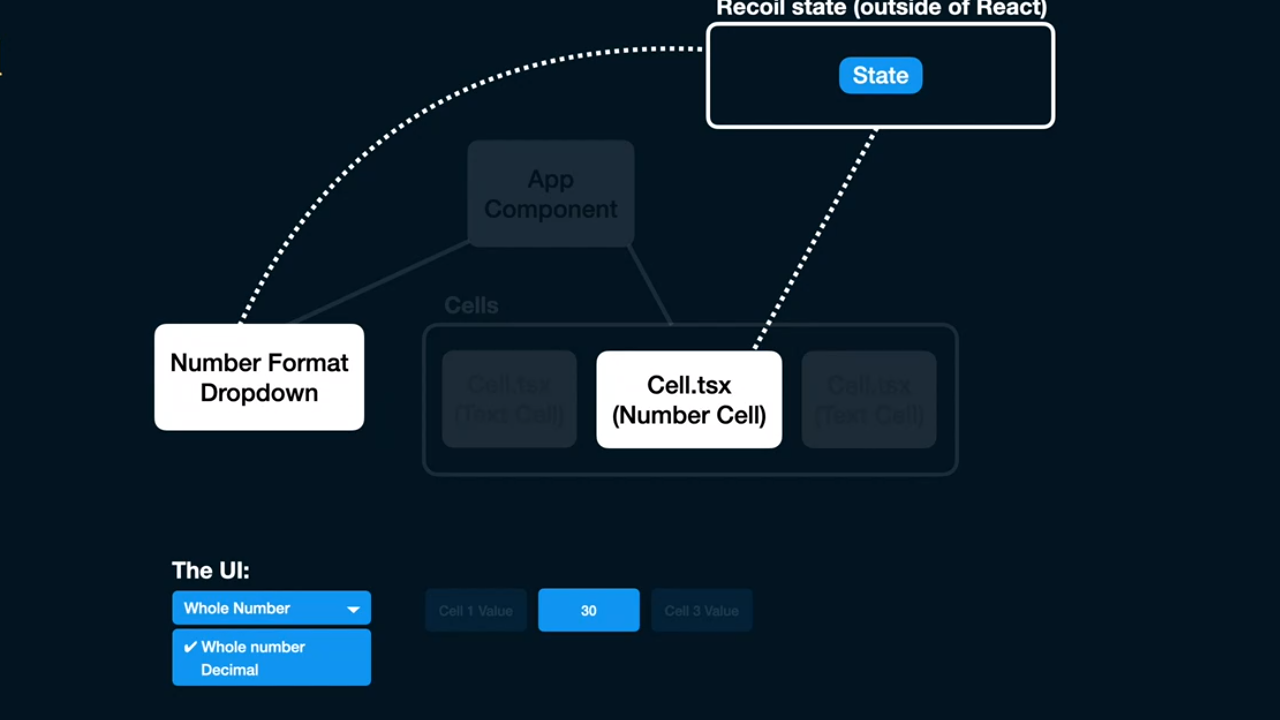 Recoil state (outside of React)
State
App
Component
Cells
Number Format
Dropdown
Cell.tsx
(Text Cell)
Cell.tsx
(Number Cell)
Cell.tsx
(Text Cell)
The UI:
Whole Number
✔ Whole number
Decimal
Cell 1 Value
30
Cell 3 Value